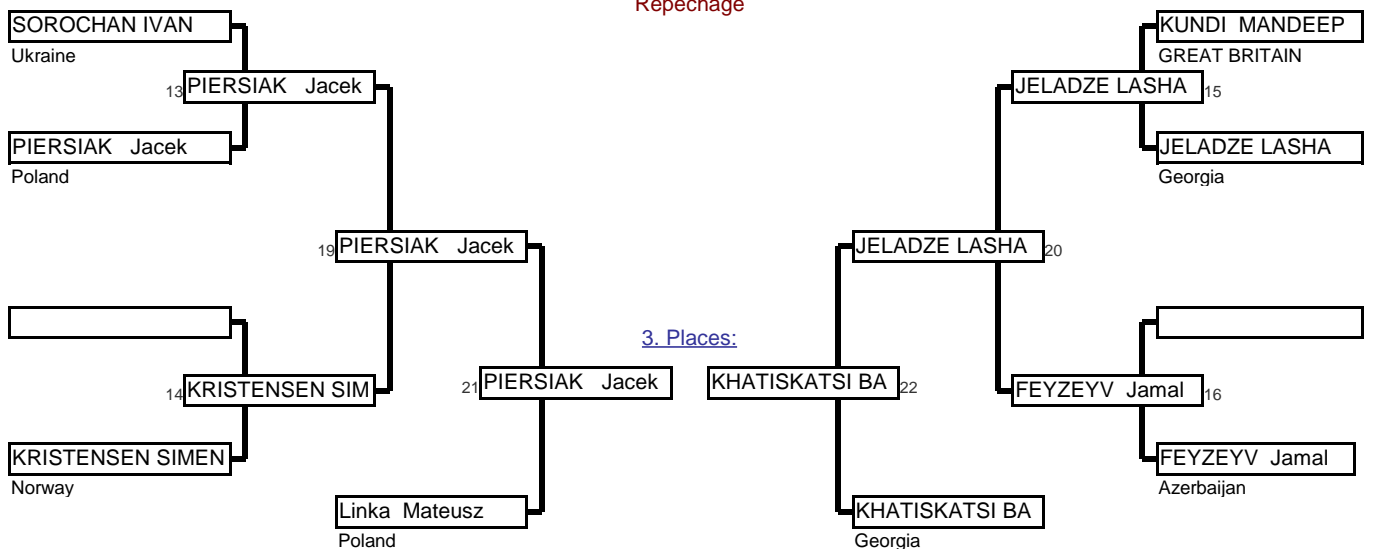 Repechage
SOROCHAN IVAN
KUNDI MANDEEP
Ukraine
GREAT BRITAIN
13 PIERSIAK Jacek
JELADZE LASHA 15
PIERSIAK Jacek
JELADZE LASHA
Poland
Georgia
19 PIERSIAK Jacek
JELADZE LASHA 20
3. Places:
14 KRISTENSEN SIM
21 PIERSIAK Jacek
KHATISKATSI BA 22
FEYZEYV Jamal 16
KRISTENSEN SIMEN
FEYZEYV Jamal
Norway
Azerbaijan
Linka Mateusz
KHATISKATSI BA
Poland
Georgia